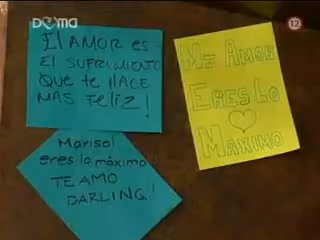 DOMA
12
El AMOR es
El SUFRIMIENTO
QUE te HACE
MAS FELIZ!
ME AMOR
ERES LO
MAXIMO
Marisol
eres lo máximo
TE AMO
DARLING!